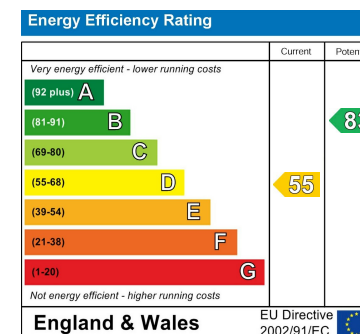 Energy Efficiency Rating
Current
Very energy efficient - lower running costs
(92 plus) A
(81-91) B
(69-80) C
(55-68) D
55
(39-54) E
(21-38) F
(1-20) G
Not energy efficient - higher running costs
England & Wales
EU Directive
2002/91/EC